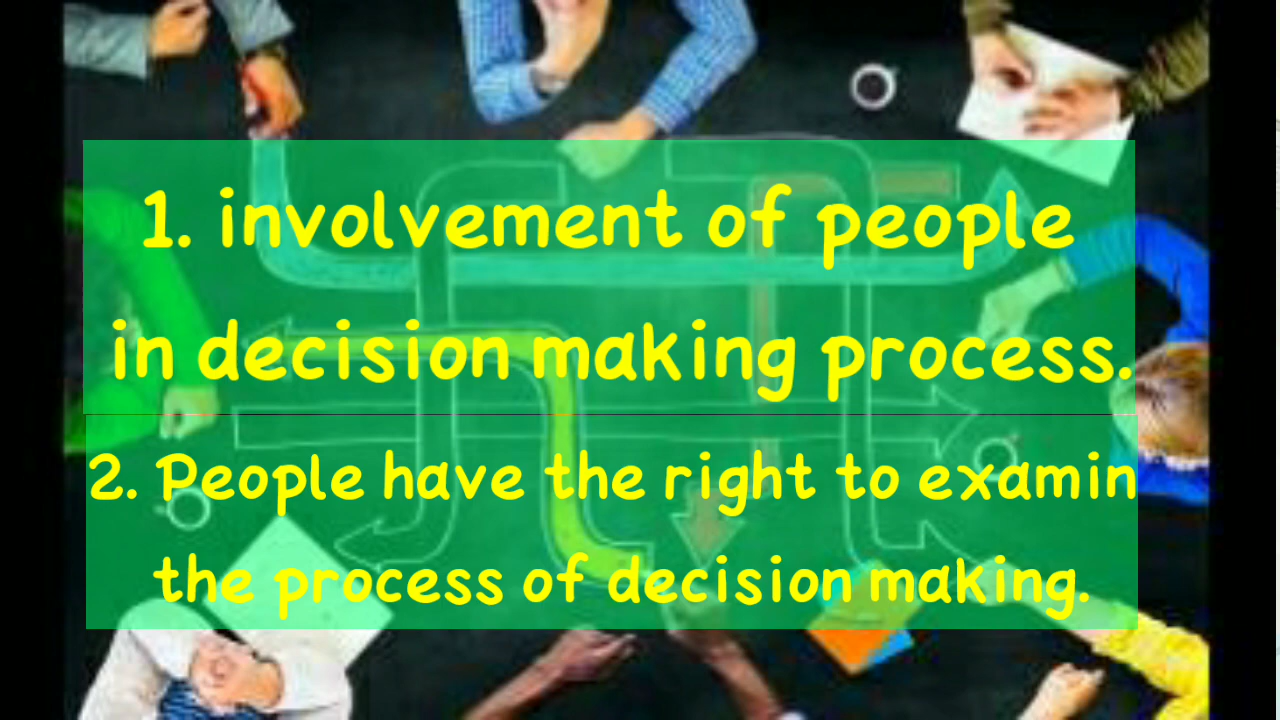 1. involvement of people
in decision making process.
2. People have the right to examin
the process of decision making.